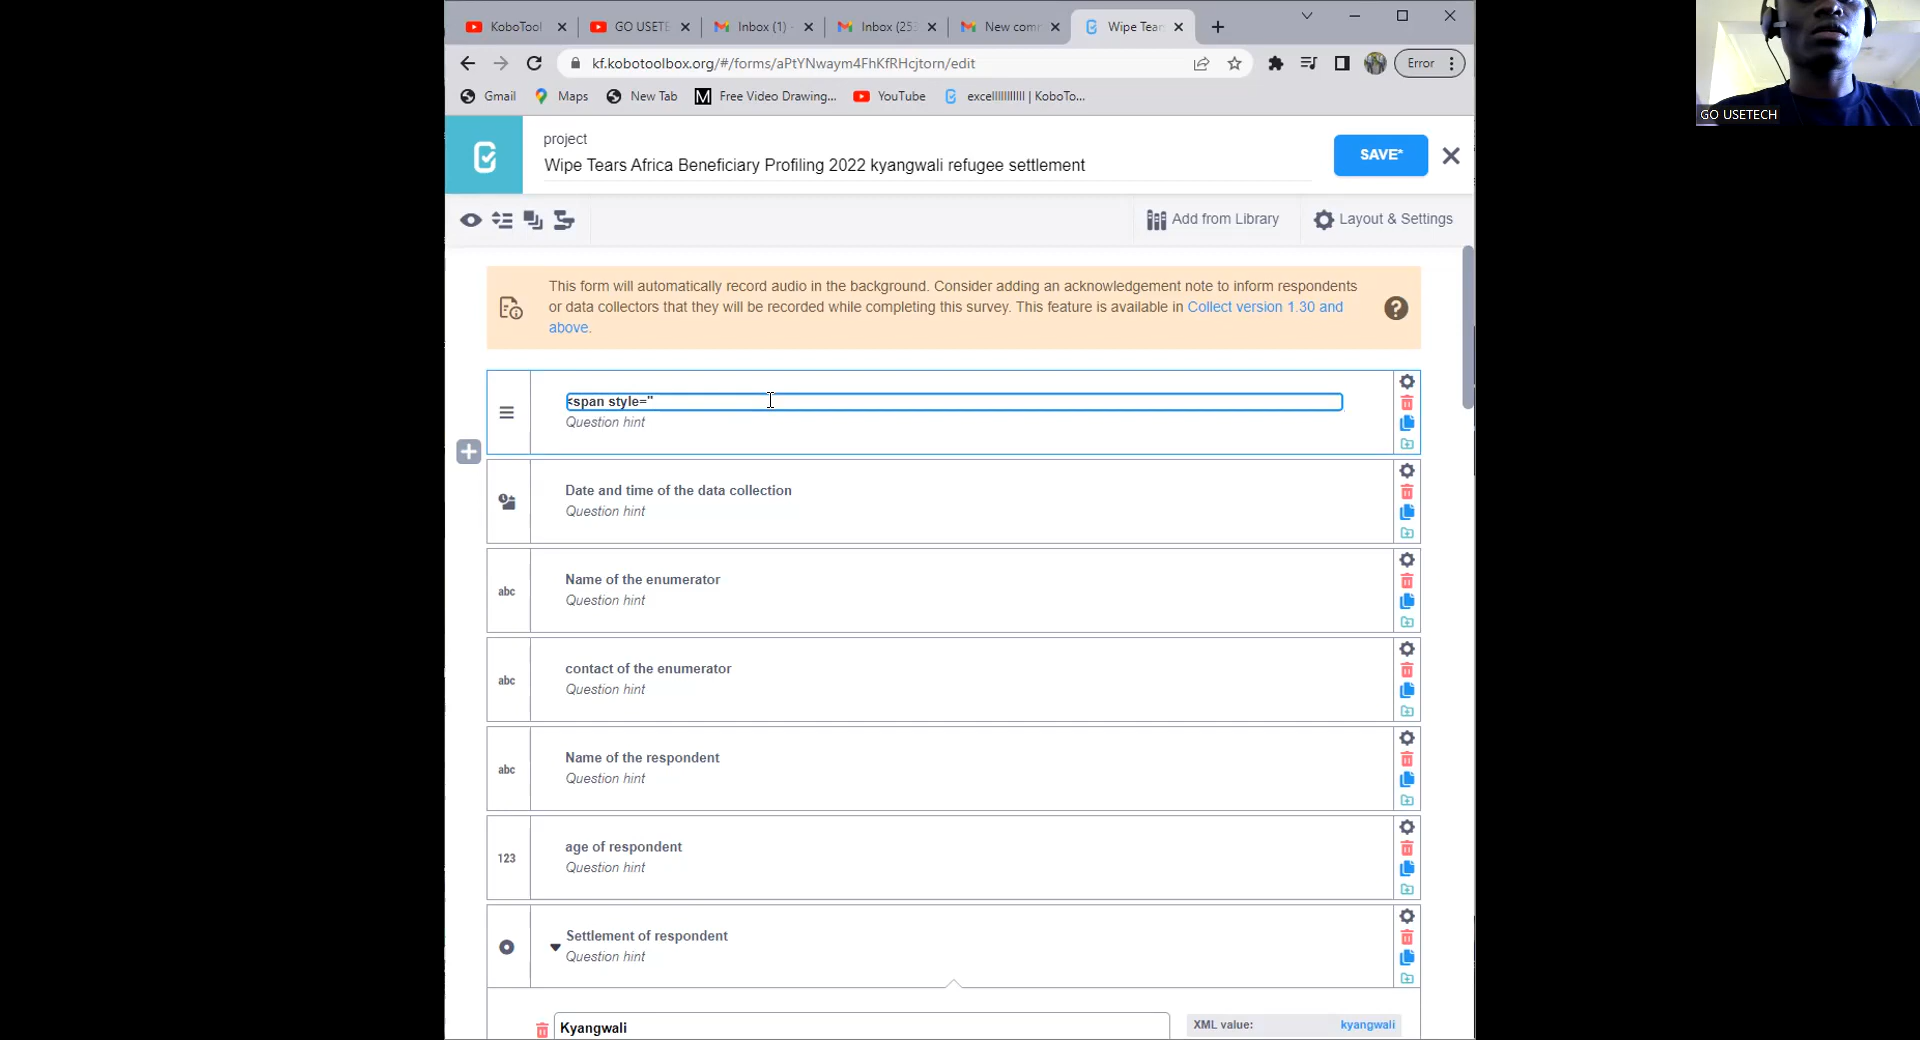 KoboTool
GO USETE
Inbox (1) -
Inbox (253
New com
Wipe Tear
kf.kobotoolbox.org/#/forms/aPtYNwaym4FhKfRHcjtorn/edit
Error
Gmail
Maps
New Tab
Free Video Drawing...
YouTube
excelllllllllll | KoboTo...
GO USETECH
project
Wipe Tears Africa Beneficiary Profiling 2022 kyangwali refugee settlement
SAVE*
Add from Library
Layout & Settings
This form will automatically record audio in the background. Consider adding an acknowledgement note to inform respondents
or data collectors that they will be recorded while completing this survey. This feature is available in Collect version 1.30 and
above.
<span style="
Question hint
Date and time of the data collection
Question hint
abc
Name of the enumerator
Question hint
abc
contact of the enumerator
Question hint
abc
Name of the respondent
Question hint
123
age of respondent
Question hint
Settlement of respondent
Question hint
Kyangwali
XML value:
kyangwali